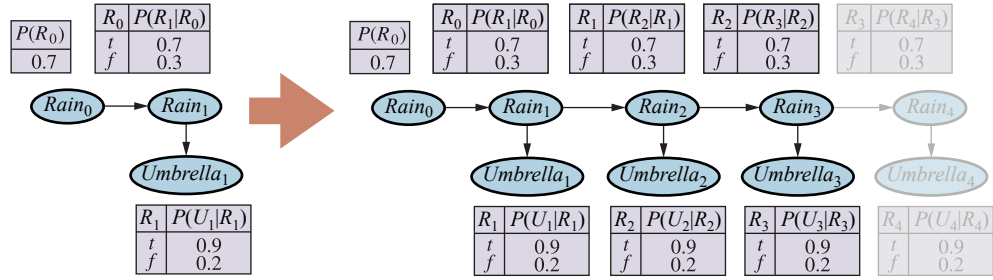 R₀ P(R₁|R₀)
P(R₀)
t 0.7
0.7
f 0.3
Rain₀ Rain₁
Umbrella₁
R₁ P(U₁|R₁)
t 0.9
f 0.2
R₀ P(R₁|R₀) R₁ P(R₂|R₁) R₂ P(R₃|R₂) R₃ P(R₄|R₃)
P(R₀)
t 0.7 t 0.7 t 0.7 t 0.7
0.7
f 0.3 f 0.3 f 0.3 f 0.3
Rain₀ Rain₁ Rain₂ Rain₃ Rain₄
Umbrella₁ Umbrella₂ Umbrella₃ Umbrella₄
R₁ P(U₁|R₁) R₂ P(U₂|R₂) R₃ P(U₃|R₃) R₄ P(U₄|R₄)
t 0.9 t 0.9 t 0.9 t 0.9
f 0.2 f 0.2 f 0.2 f 0.2